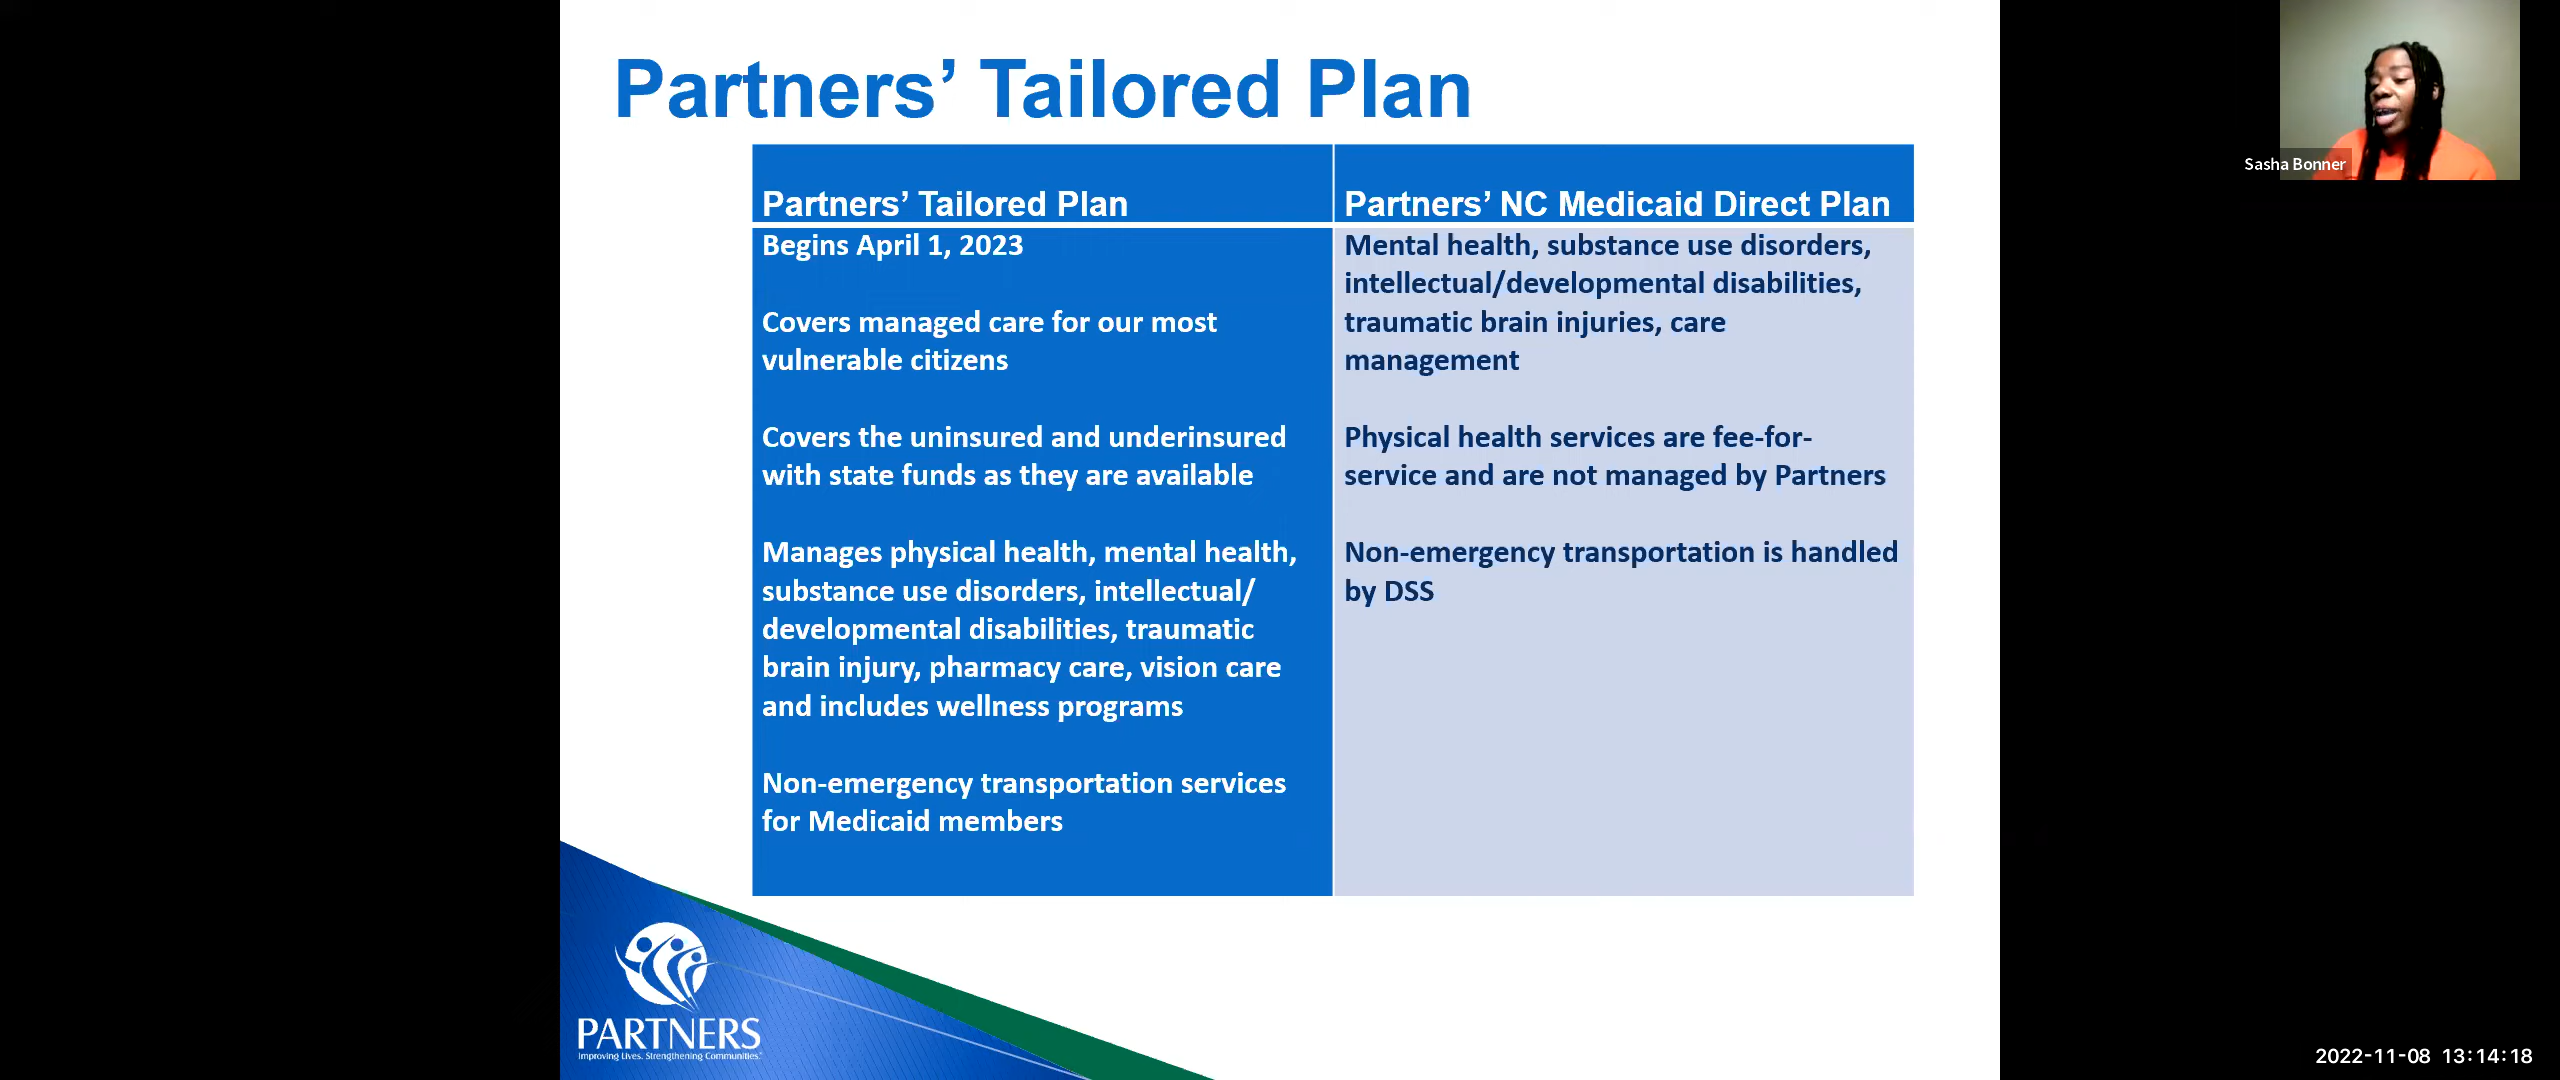 Partners’ Tailored Plan
Sasha Bonner
Partners’ Tailored Plan
Begins April 1, 2023
Covers managed care for our most
vulnerable citizens
Covers the uninsured and underinsured
with state funds as they are available
Manages physical health, mental health,
substance use disorders, intellectual/
developmental disabilities, traumatic
brain injury, pharmacy care, vision care
and includes wellness programs
Non-emergency transportation services
for Medicaid members
Partners’ NC Medicaid Direct Plan
Mental health, substance use disorders,
intellectual/developmental disabilities,
traumatic brain injuries, care
management
Physical health services are fee-for-
service and are not managed by Partners
Non-emergency transportation is handled
by DSS
PARTNERS
Improving Lives. Strengthening Communities.
2022-11-08 13:14:18